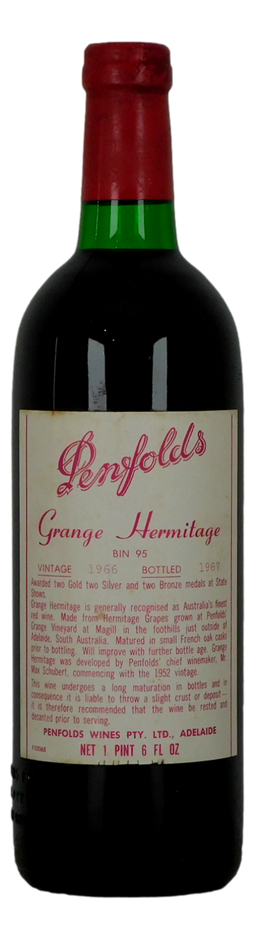 Penfolds
Grange Hermitage
BIN 95
VINTAGE 1966 BOTTLED 1967
Awarded two Gold two Silver and two Bronze medals at State
Shows.
Grange Hermitage is generally recognised as Australia's finest
red wine. Made from Hermitage Grapes grown at Penfolds'
Grange Vineyard at Magill in the foothills just outside of
Adelaide, South Australia. Matured in small French oak casks
prior to bottling. Will improve with further bottle age. Grange
Hermitage was developed by Penfolds' chief winemaker, Mr.
Max Schubert, commencing with the 1952 vintage.
This wine undergoes a long maturation in bottles and in
consequence it is liable to throw a slight crust or deposit —
it is therefore recommended that the wine be rested and
decanted prior to serving.
PENFOLDS WINES PTY. LTD., ADELAIDE
NET 1 PINT 6 FL OZ